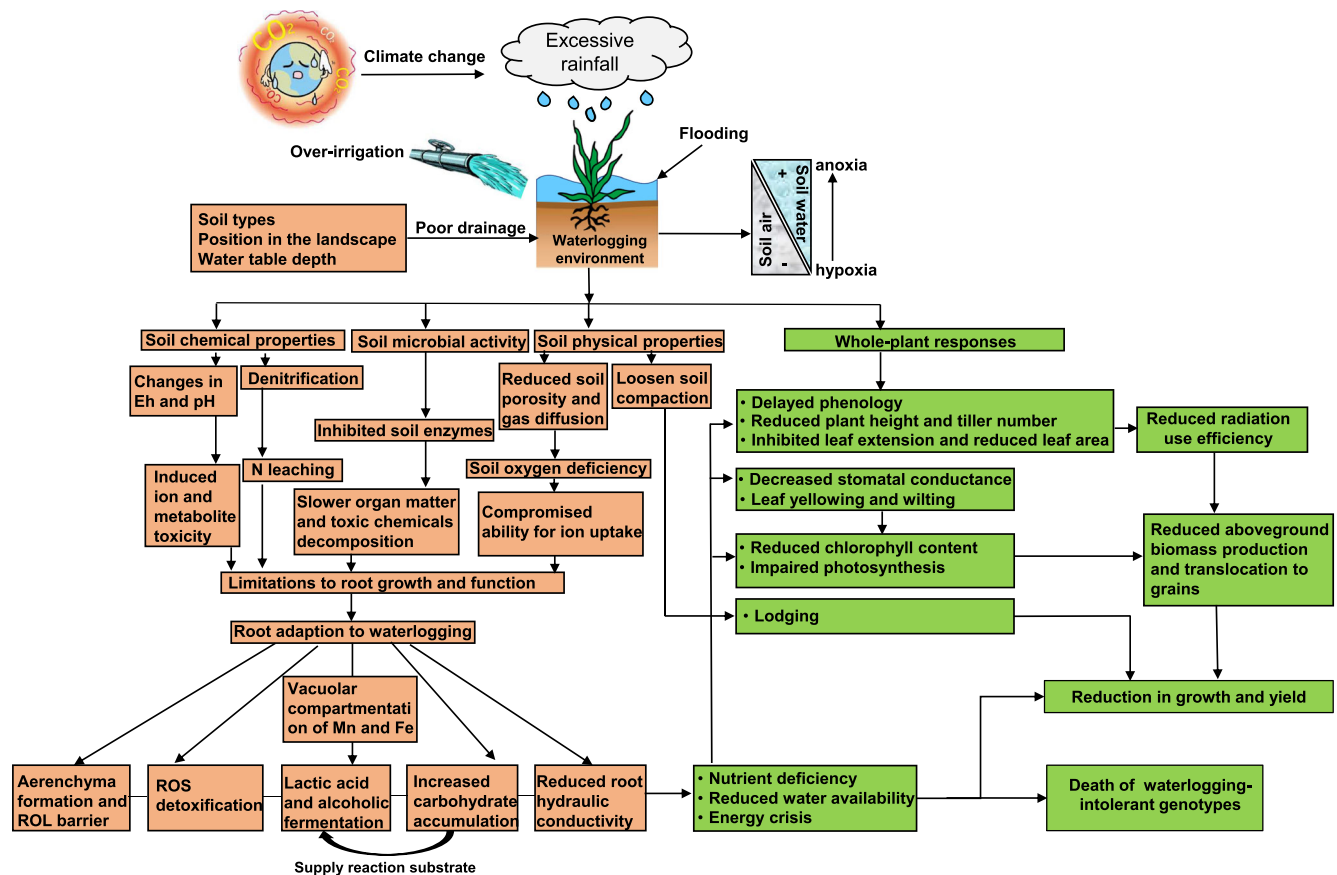 CO₂
CO₂
CO₂
CO₂
Climate change
Excessive
rainfall
Over-irrigation
Flooding
Soil types
Position in the landscape
Water table depth
Poor drainage
Waterlogging
environment
Soil air
-
Soil water
+
anoxia
hypoxia
Soil chemical properties
Soil microbial activity
Soil physical properties
Whole-plant responses
Changes in
Eh and pH
Denitrification
Reduced soil
porosity and
gas diffusion
Loosen soil
compaction
• Delayed phenology
• Reduced plant height and tiller number
• Inhibited leaf extension and reduced leaf area
Reduced radiation
use efficiency
Inhibited soil enzymes
Induced
ion and
metabolite
toxicity
N leaching
Soil oxygen deficiency
• Decreased stomatal conductance
• Leaf yellowing and wilting
Slower organ matter
and toxic chemicals
decomposition
Compromised
ability for ion uptake
• Reduced chlorophyll content
• Impaired photosynthesis
Reduced aboveground
biomass production
and translocation to
grains
Limitations to root growth and function
• Lodging
Root adaption to waterlogging
Vacuolar
compartmentati
on of Mn and Fe
Reduction in growth and yield
Aerenchyma
formation and
ROL barrier
ROS
detoxification
Lactic acid
and alcoholic
fermentation
Increased
carbohydrate
accumulation
Reduced root
hydraulic
conductivity
• Nutrient deficiency
• Reduced water availability
• Energy crisis
Death of waterlogging-
intolerant genotypes
Supply reaction substrate